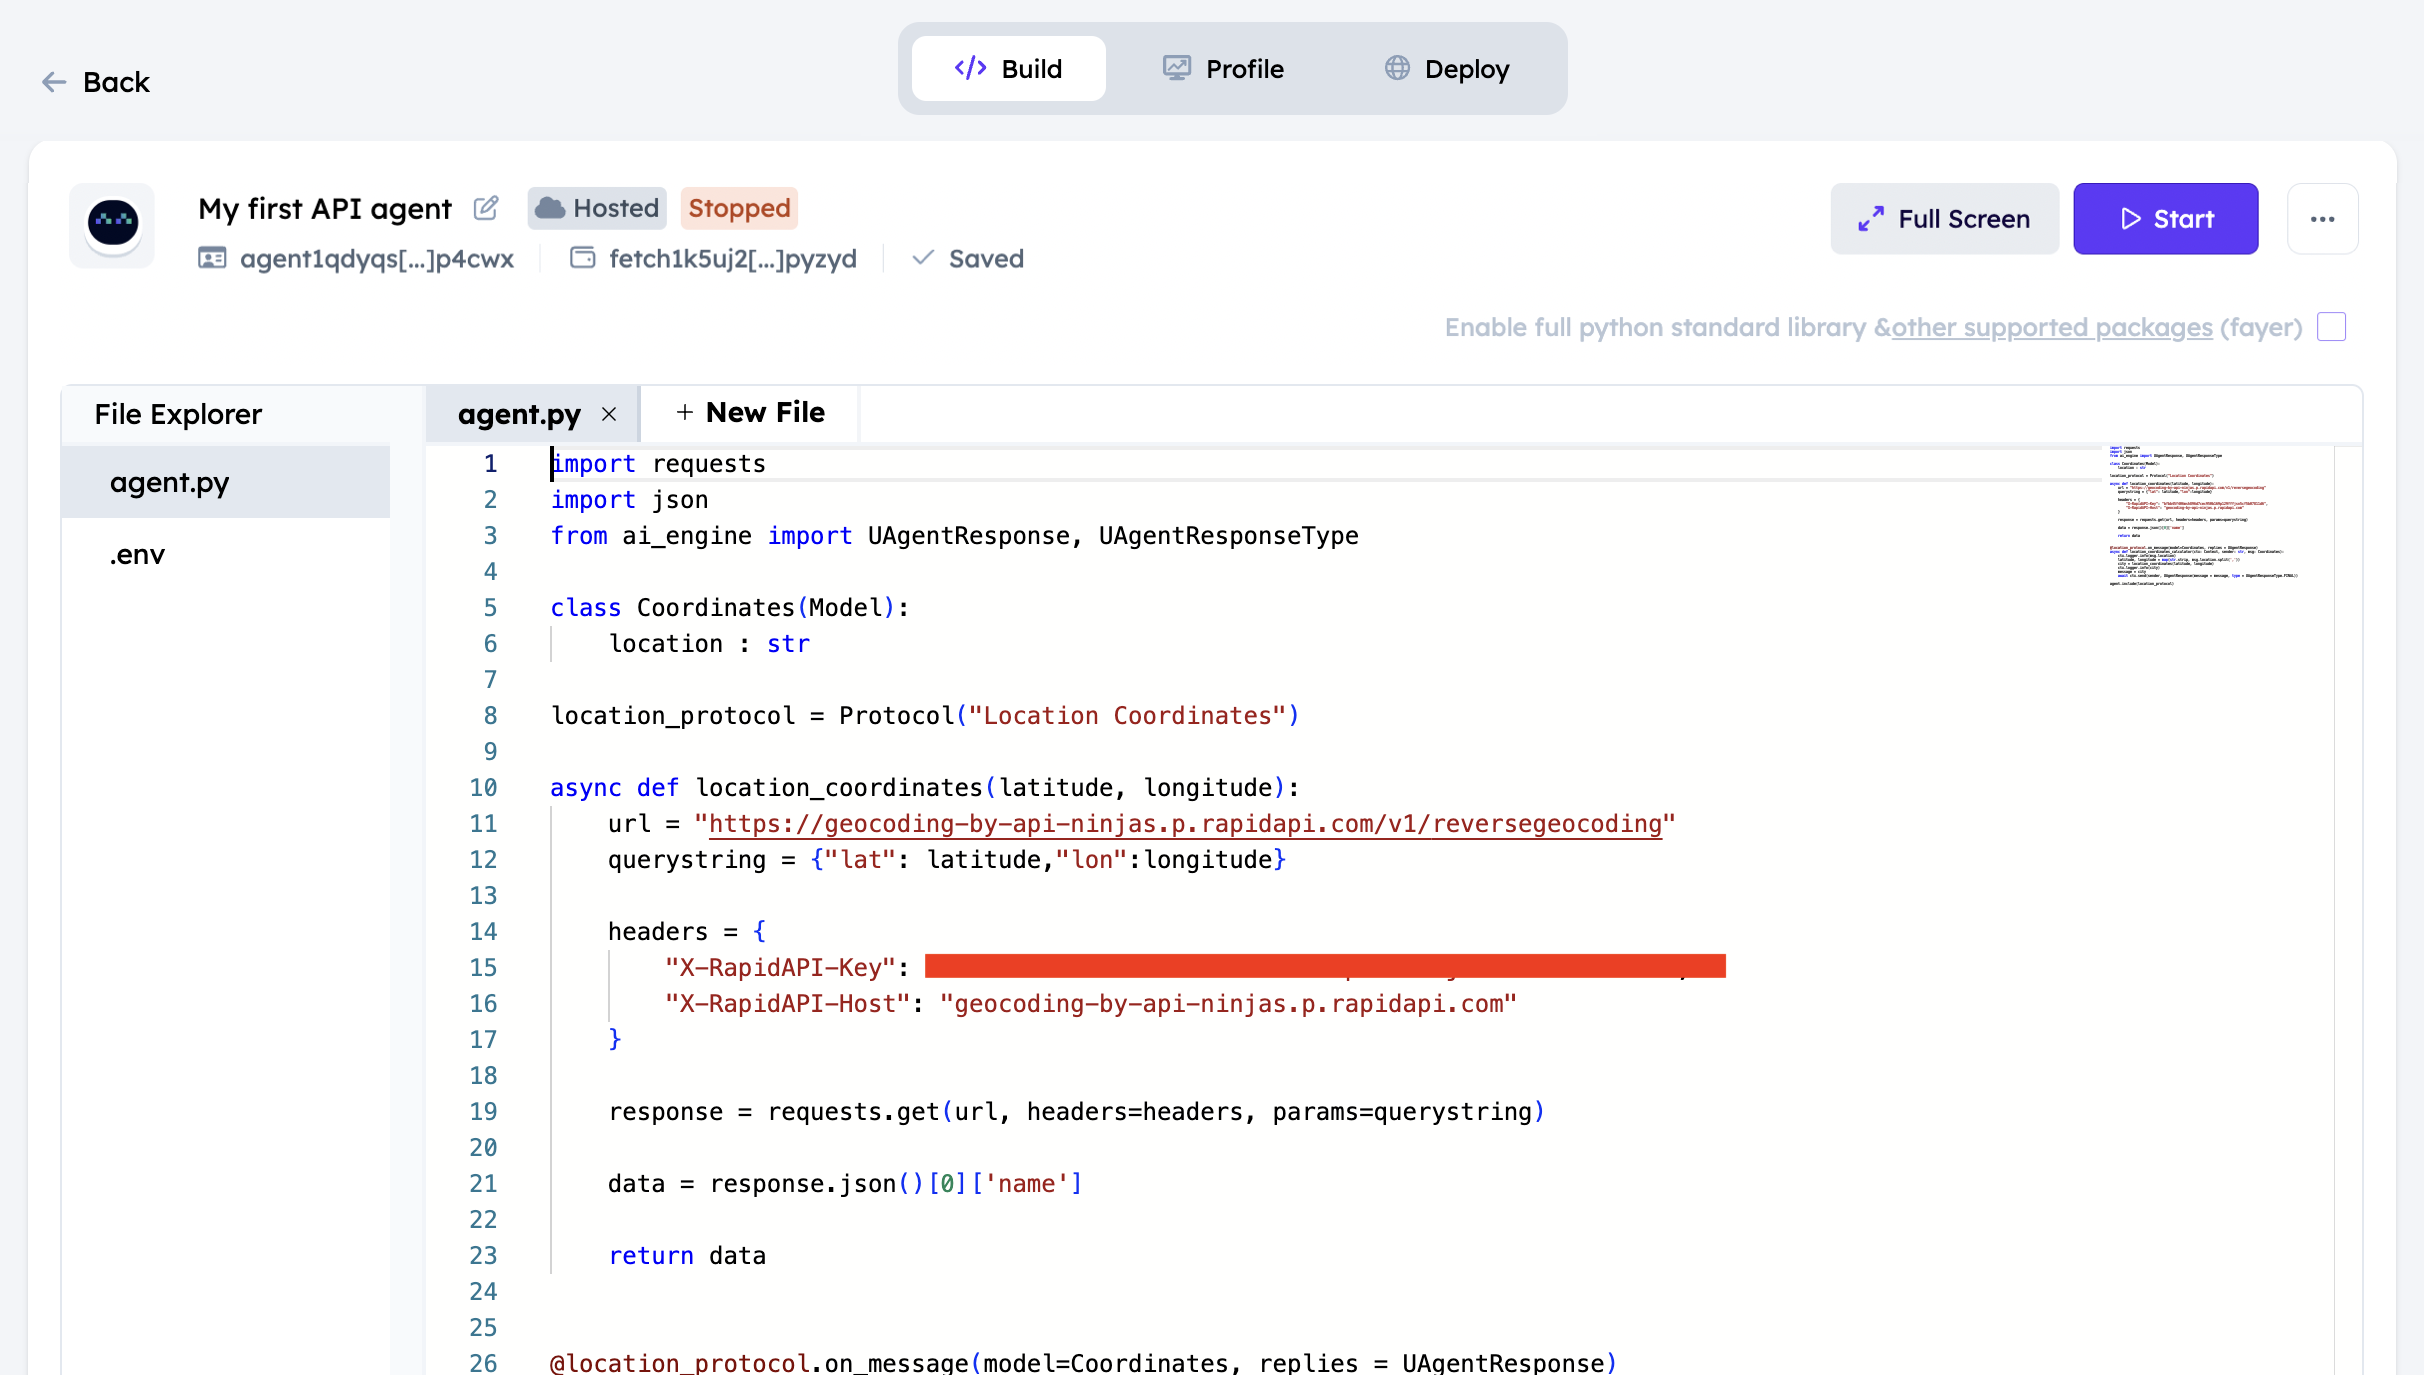 Back
Build
Profile
Deploy
My first API agent
Hosted
Stopped
agent1qdyqs[...]p4cwx
fetch1k5uj2[...]pyzyd
Saved
Full Screen
Start
Enable full python standard library &other supported packages (fayer)
File Explorer
agent.py
.env
agent.py
+ New File
1 import requests
2 import json
3 from ai_engine import UAgentResponse, UAgentResponseType
4
5 class Coordinates(Model):
6 location : str
7
8 location_protocol = Protocol("Location Coordinates")
9
10 async def location_coordinates(latitude, longitude):
11 url = "https://geocoding-by-api-ninjas.p.rapidapi.com/v1/reversegeocoding"
12 querystring = {"lat": latitude,"lon":longitude}
13
14 headers = {
15 "X-RapidAPI-Key":
16 "X-RapidAPI-Host": "geocoding-by-api-ninjas.p.rapidapi.com"
17 }
18
19 response = requests.get(url, headers=headers, params=querystring)
20
21 data = response.json()[0]['name']
22
23 return data
24
25
26 @location_protocol.on_message(model=Coordinates, replies = UAgentResponse)